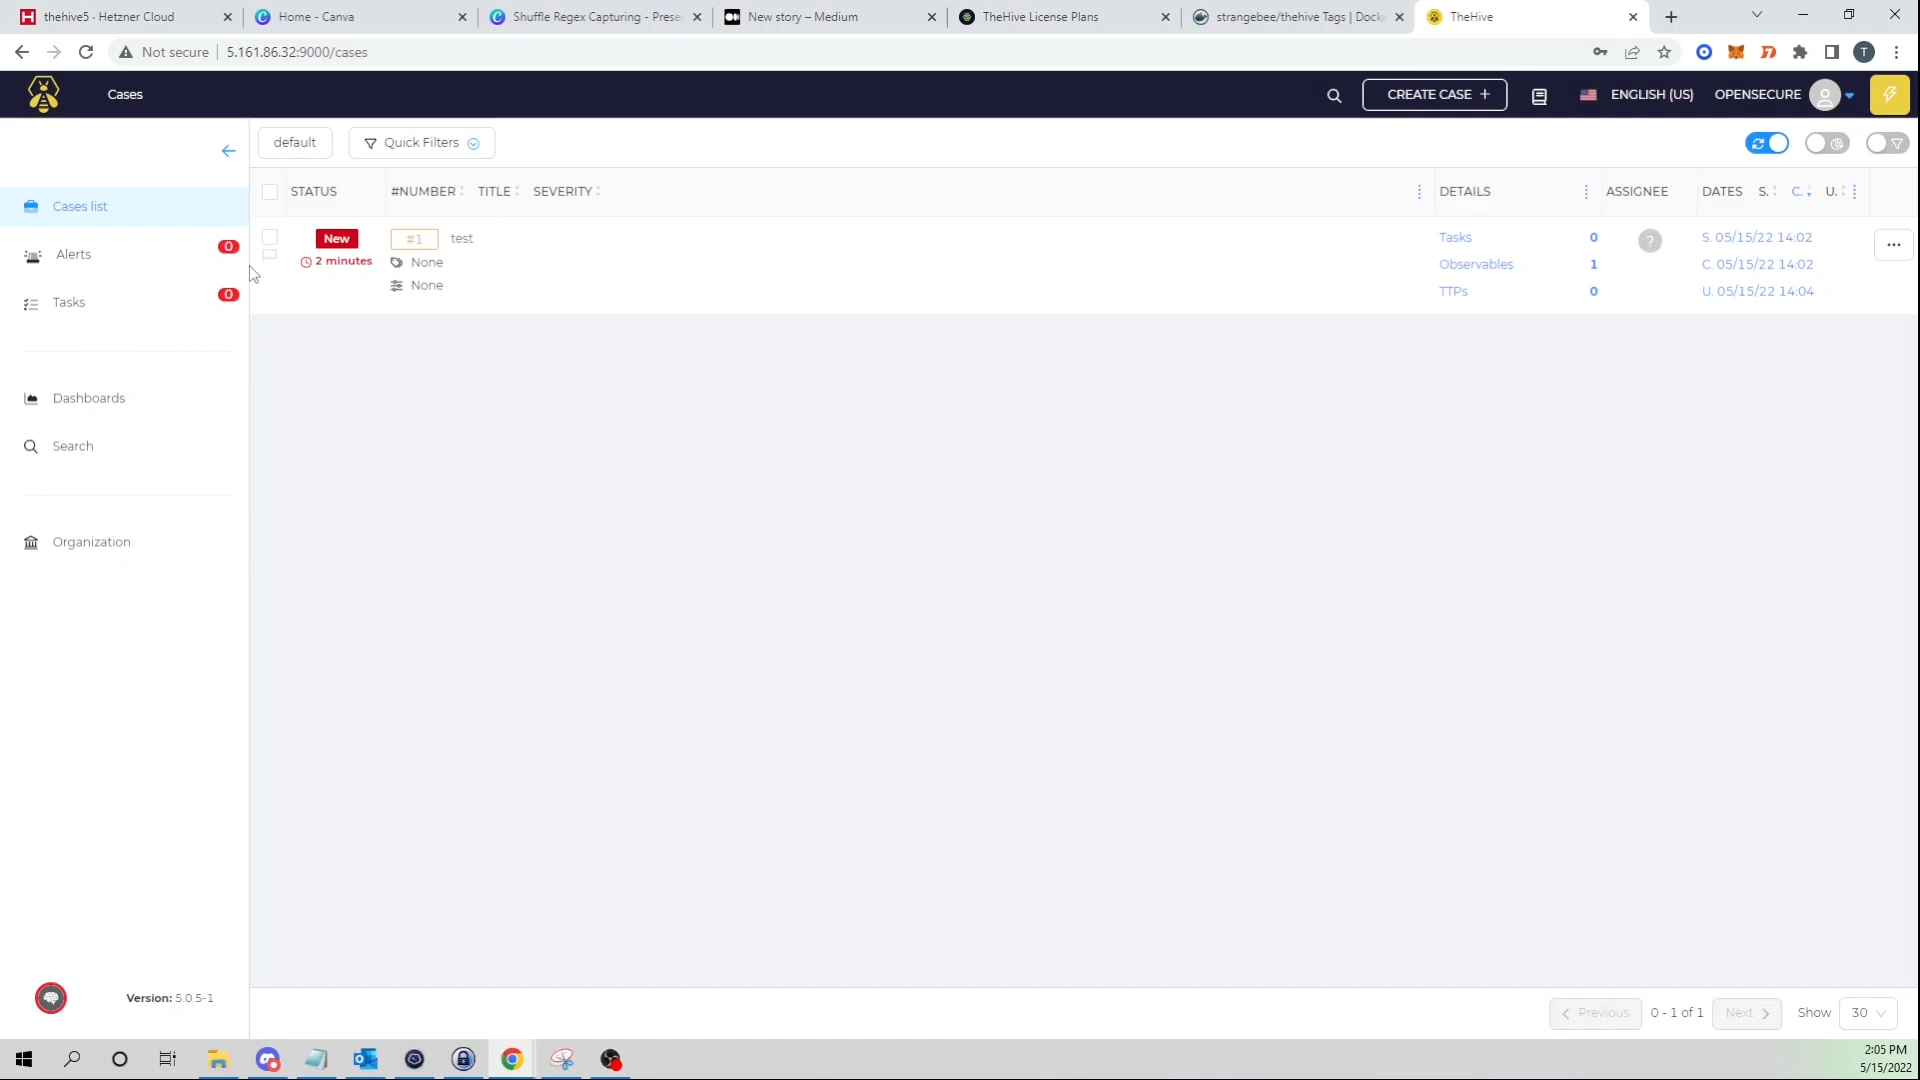 thehive5 - Hetzner Cloud
Home - Canva
Shuffle Regex Capturing - Prese
New story – Medium
TheHive License Plans
strangebee/thehive Tags | Docke
TheHive
Not secure
5.161.86.32:9000/cases
T
Cases
CREATE CASE +
ENGLISH (US)
OPENSECURE
default
Quick Filters
Cases list
Alerts
0
Tasks
0
Dashboards
Search
Organization
STATUS
#NUMBER
TITLE
SEVERITY
DETAILS
ASSIGNEE
DATES
S.
C.
U.
New
2 minutes
#1
test
None
None
Tasks 0
Observables 1
TTPs 0
?
S. 05/15/22 14:02
C. 05/15/22 14:02
U. 05/15/22 14:04
Version: 5.0.5-1
Previous
0 - 1 of 1
Next
Show
30
2:05 PM
5/15/2022